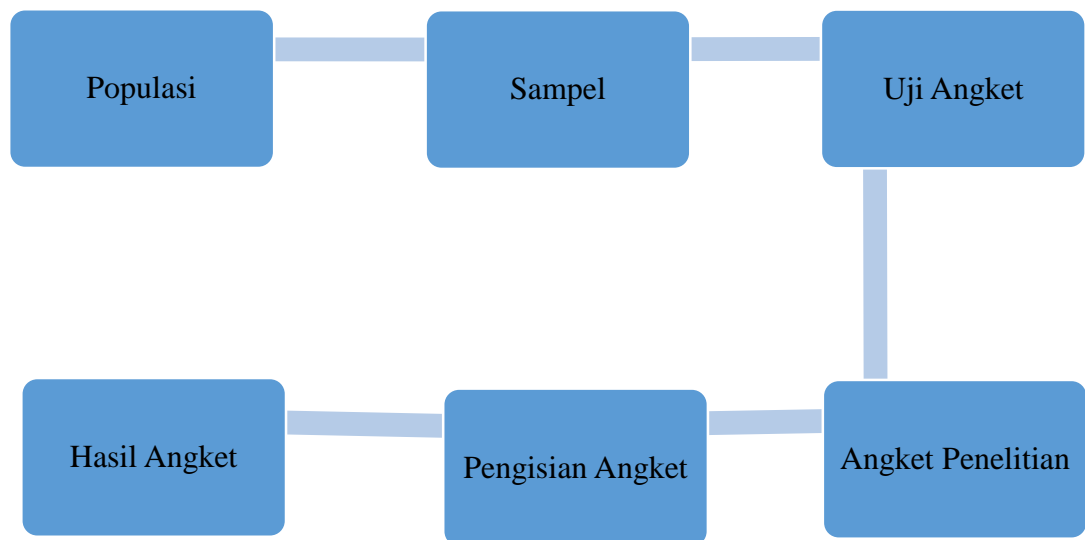 Populasi
Sampel
Uji Angket
Angket Penelitian
Pengisian Angket
Hasil Angket